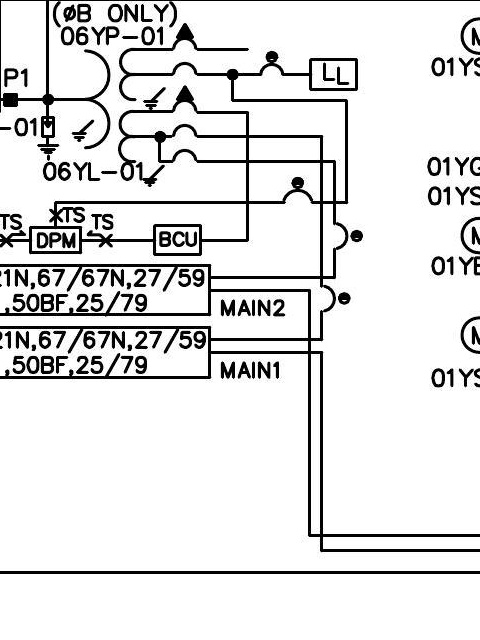 (ØB ONLY)
06YP-01
LL
P1
-01
06YL-01
TS
TS
TS
DPM
BCU
21N,67/67N,27/59
,50BF,25/79
MAIN2
21N,67/67N,27/59
,50BF,25/79
MAIN1
M
01YS
01YG
01YS
M
01YB
M
01YS